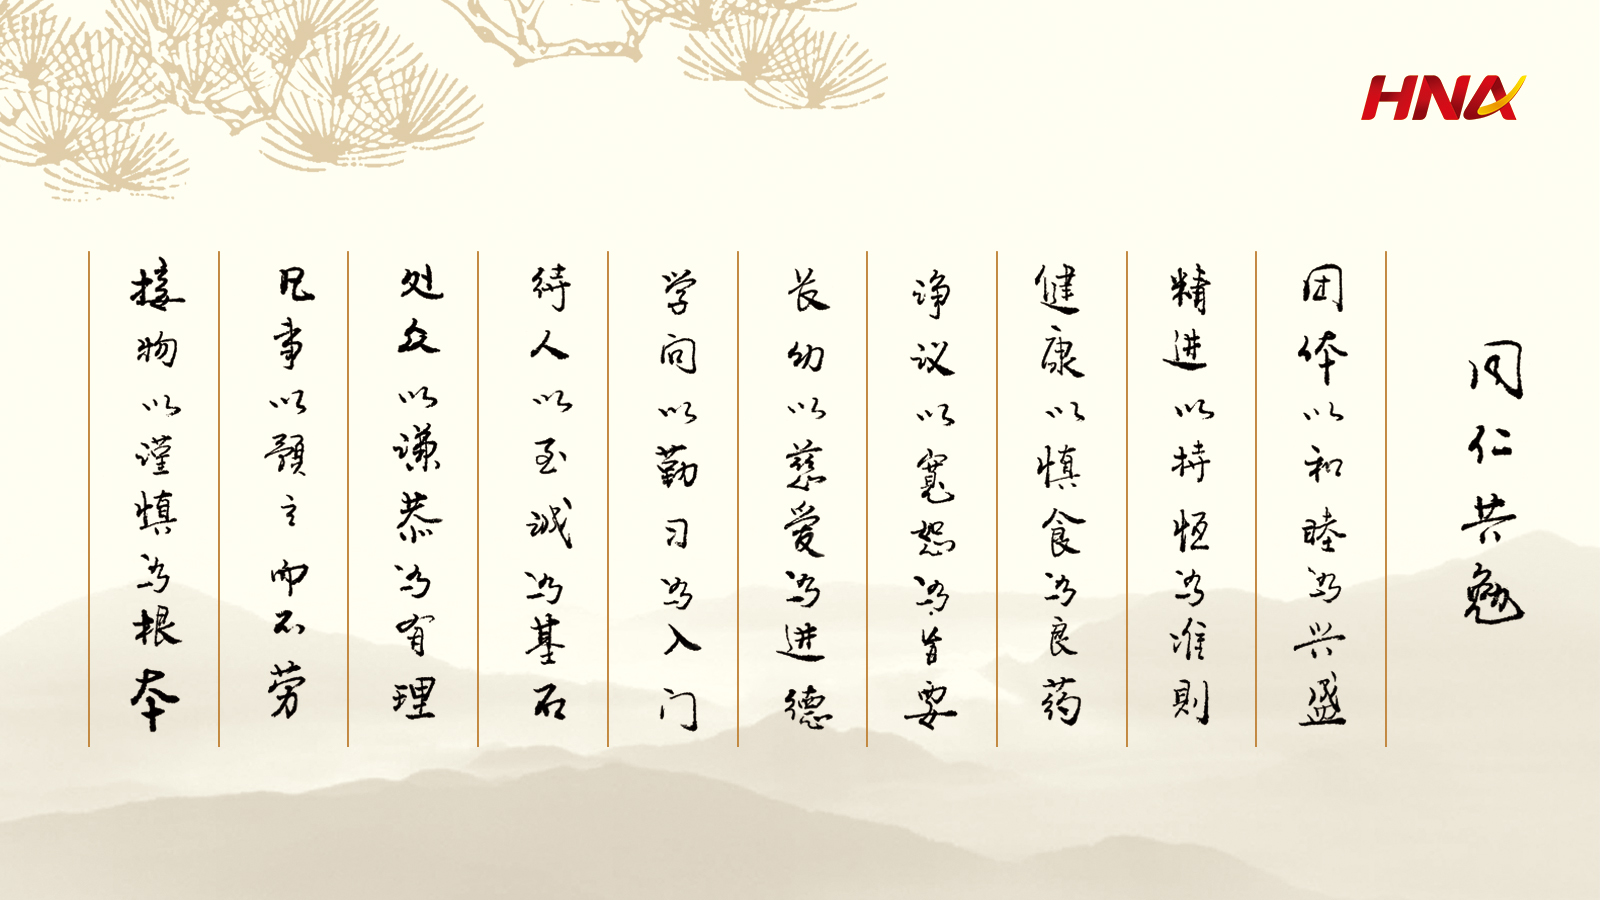 HNA
同仁共勉
团体以和睦为兴盛
精进以持恒为准则
健康以慎食为良药
诤议以宽恕为旨要
长幼以慈爱为进德
学问以勤习为入门
待人以至诚为基石
处众以谦恭为有理
凡事以预立而不劳
接物以谨慎为根本